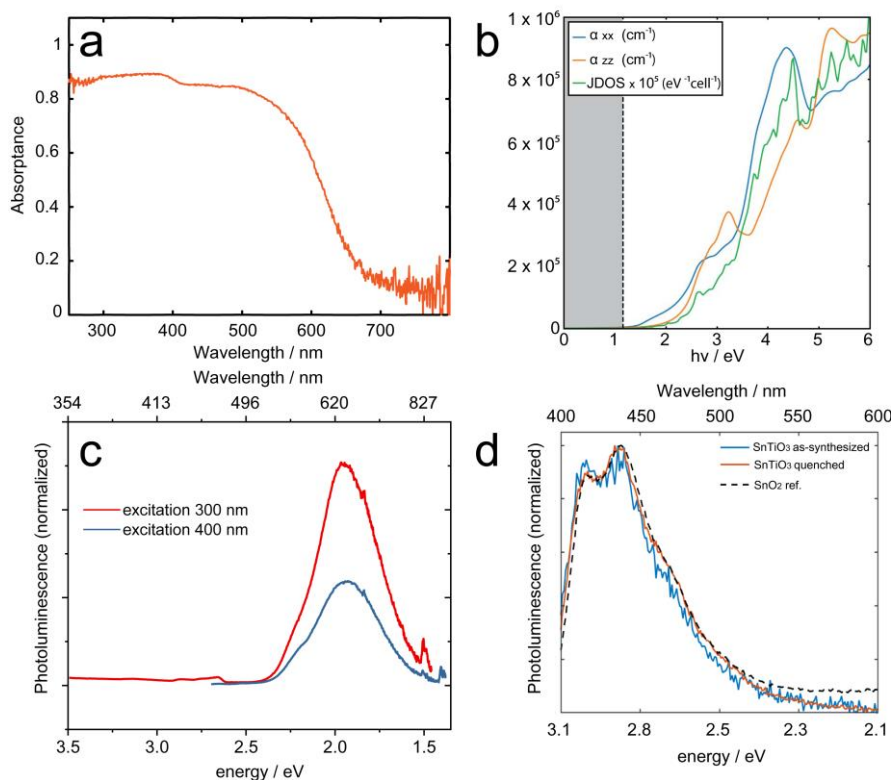 a
1
0.8
0.6
0.4
0.2
0
Absorptance
300
400
500
600
700
Wavelength / nm
b
α xx (cm⁻¹)
α zz (cm⁻¹)
JDOS x 10⁵ (eV⁻¹cell⁻¹)
1 x 10⁶
8 x 10⁵
6 x 10⁵
4 x 10⁵
2 x 10⁵
0
0 1 2 3 4 5 6
hν / eV
Wavelength / nm
354 413 496 620 827
c
excitation 300 nm
excitation 400 nm
Photoluminescence (normalized)
3.5 3.0 2.5 2.0 1.5
energy / eV
Wavelength / nm
400 450 500 550 600
d
SnTiO₃ as-synthesized
SnTiO₃ quenched
SnO₂ ref.
Photoluminescence (normalized)
3.1 2.8 2.5 2.3 2.1
energy / eV